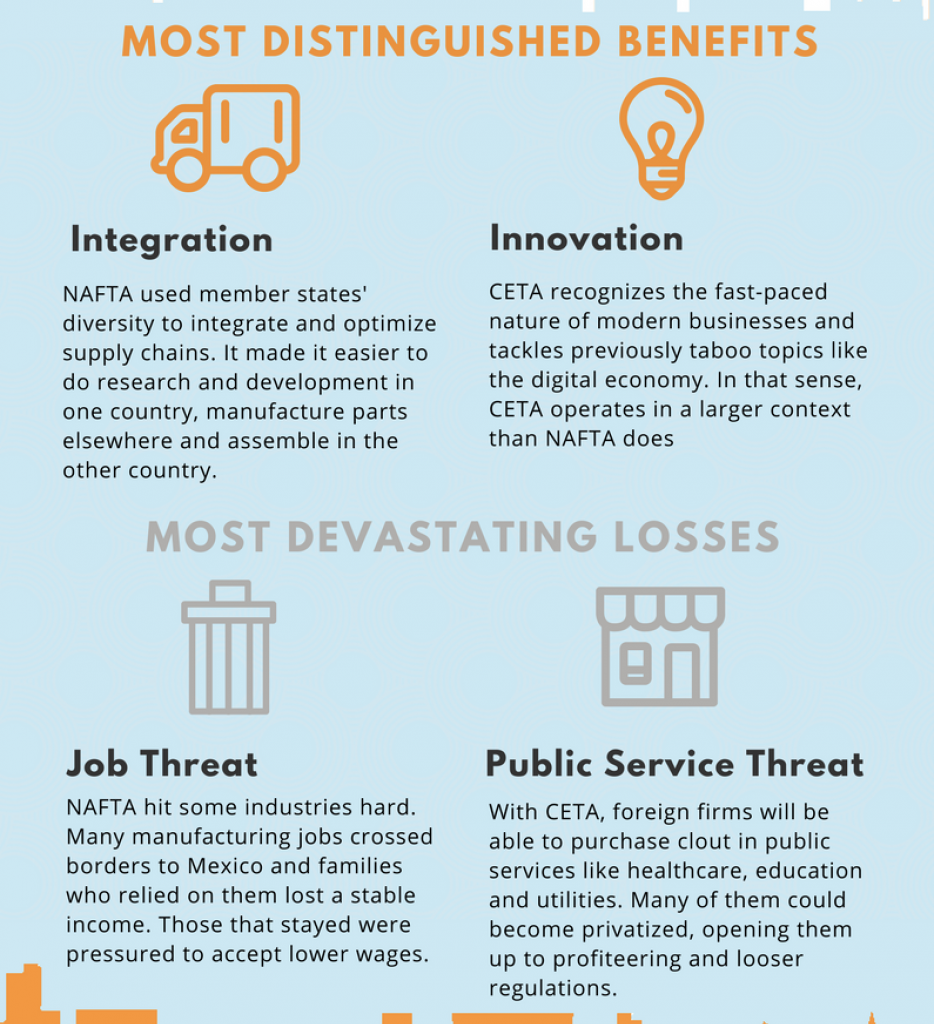 MOST DISTINGUISHED BENEFITS
Integration
NAFTA used member states'
diversity to integrate and optimize
supply chains. It made it easier to
do research and development in
one country, manufacture parts
elsewhere and assemble in the
other country.
Innovation
CETA recognizes the fast-paced
nature of modern businesses and
tackles previously taboo topics like
the digital economy. In that sense,
CETA operates in a larger context
than NAFTA does
MOST DEVASTATING LOSSES
Job Threat
NAFTA hit some industries hard.
Many manufacturing jobs crossed
borders to Mexico and families
who relied on them lost a stable
income. Those that stayed were
pressured to accept lower wages.
Public Service Threat
With CETA, foreign firms will be
able to purchase clout in public
services like healthcare, education
and utilities. Many of them could
become privatized, opening them
up to profiteering and looser
regulations.